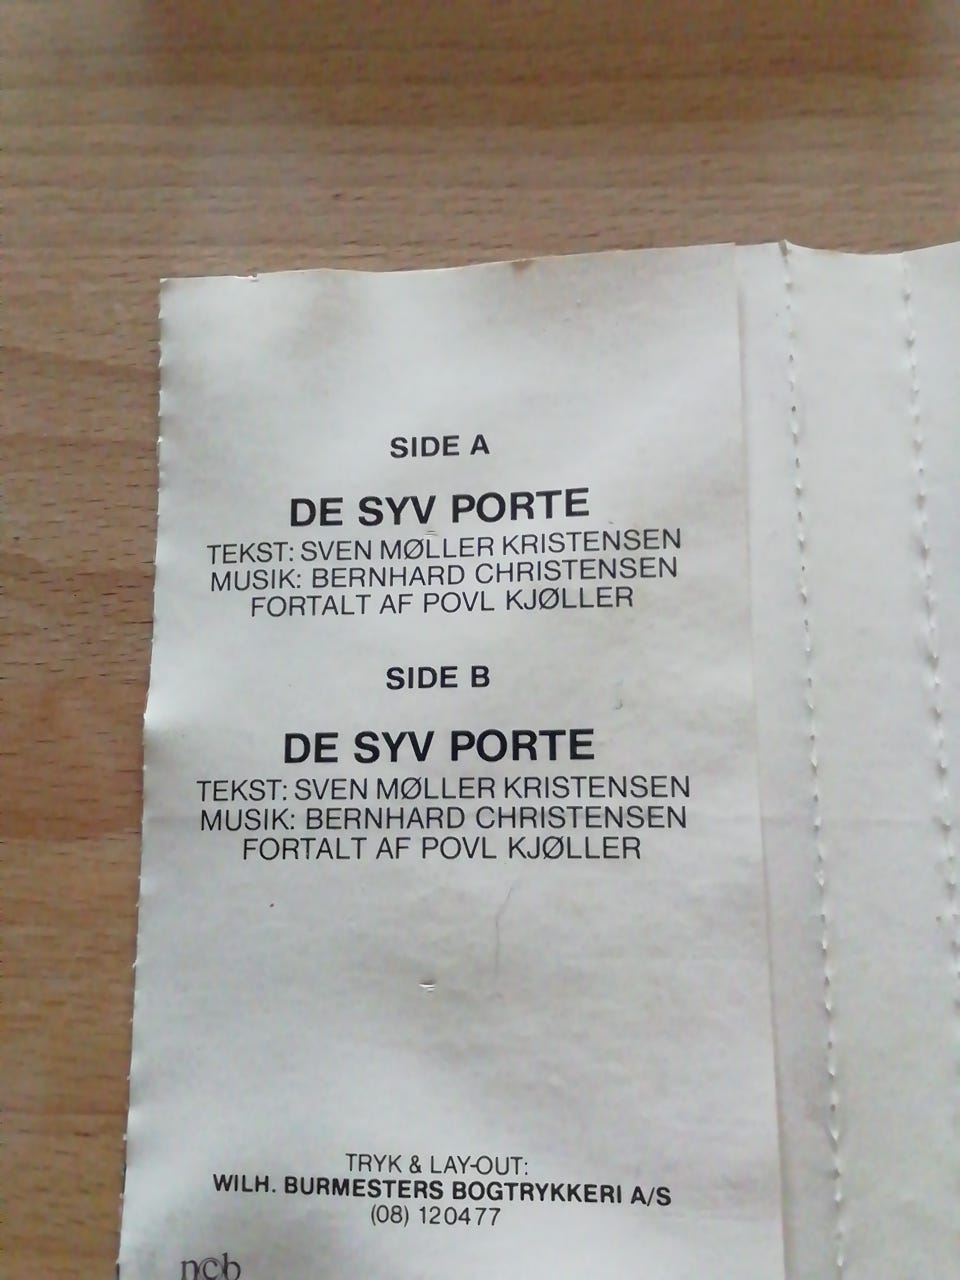 SIDE A
DE SYV PORTE
TEKST: SVEN MØLLER KRISTENSEN
MUSIK: BERNHARD CHRISTENSEN
FORTALT AF POVL KJØLLER
SIDE B
DE SYV PORTE
TEKST: SVEN MØLLER KRISTENSEN
MUSIK: BERNHARD CHRISTENSEN
FORTALT AF POVL KJØLLER
TRYK & LAY-OUT:
WILH. BURMESTERS BOGTRYKKERI A/S
(08) 120477
ncb